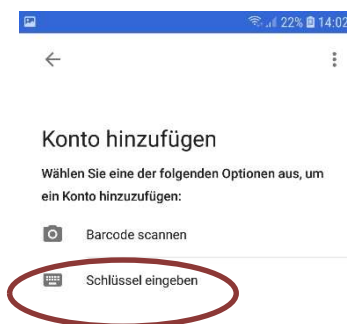 22% 14:02
Konto hinzufügen
Wählen Sie eine der folgenden Optionen aus, um
ein Konto hinzuzufügen:
Barcode scannen
Schlüssel eingeben